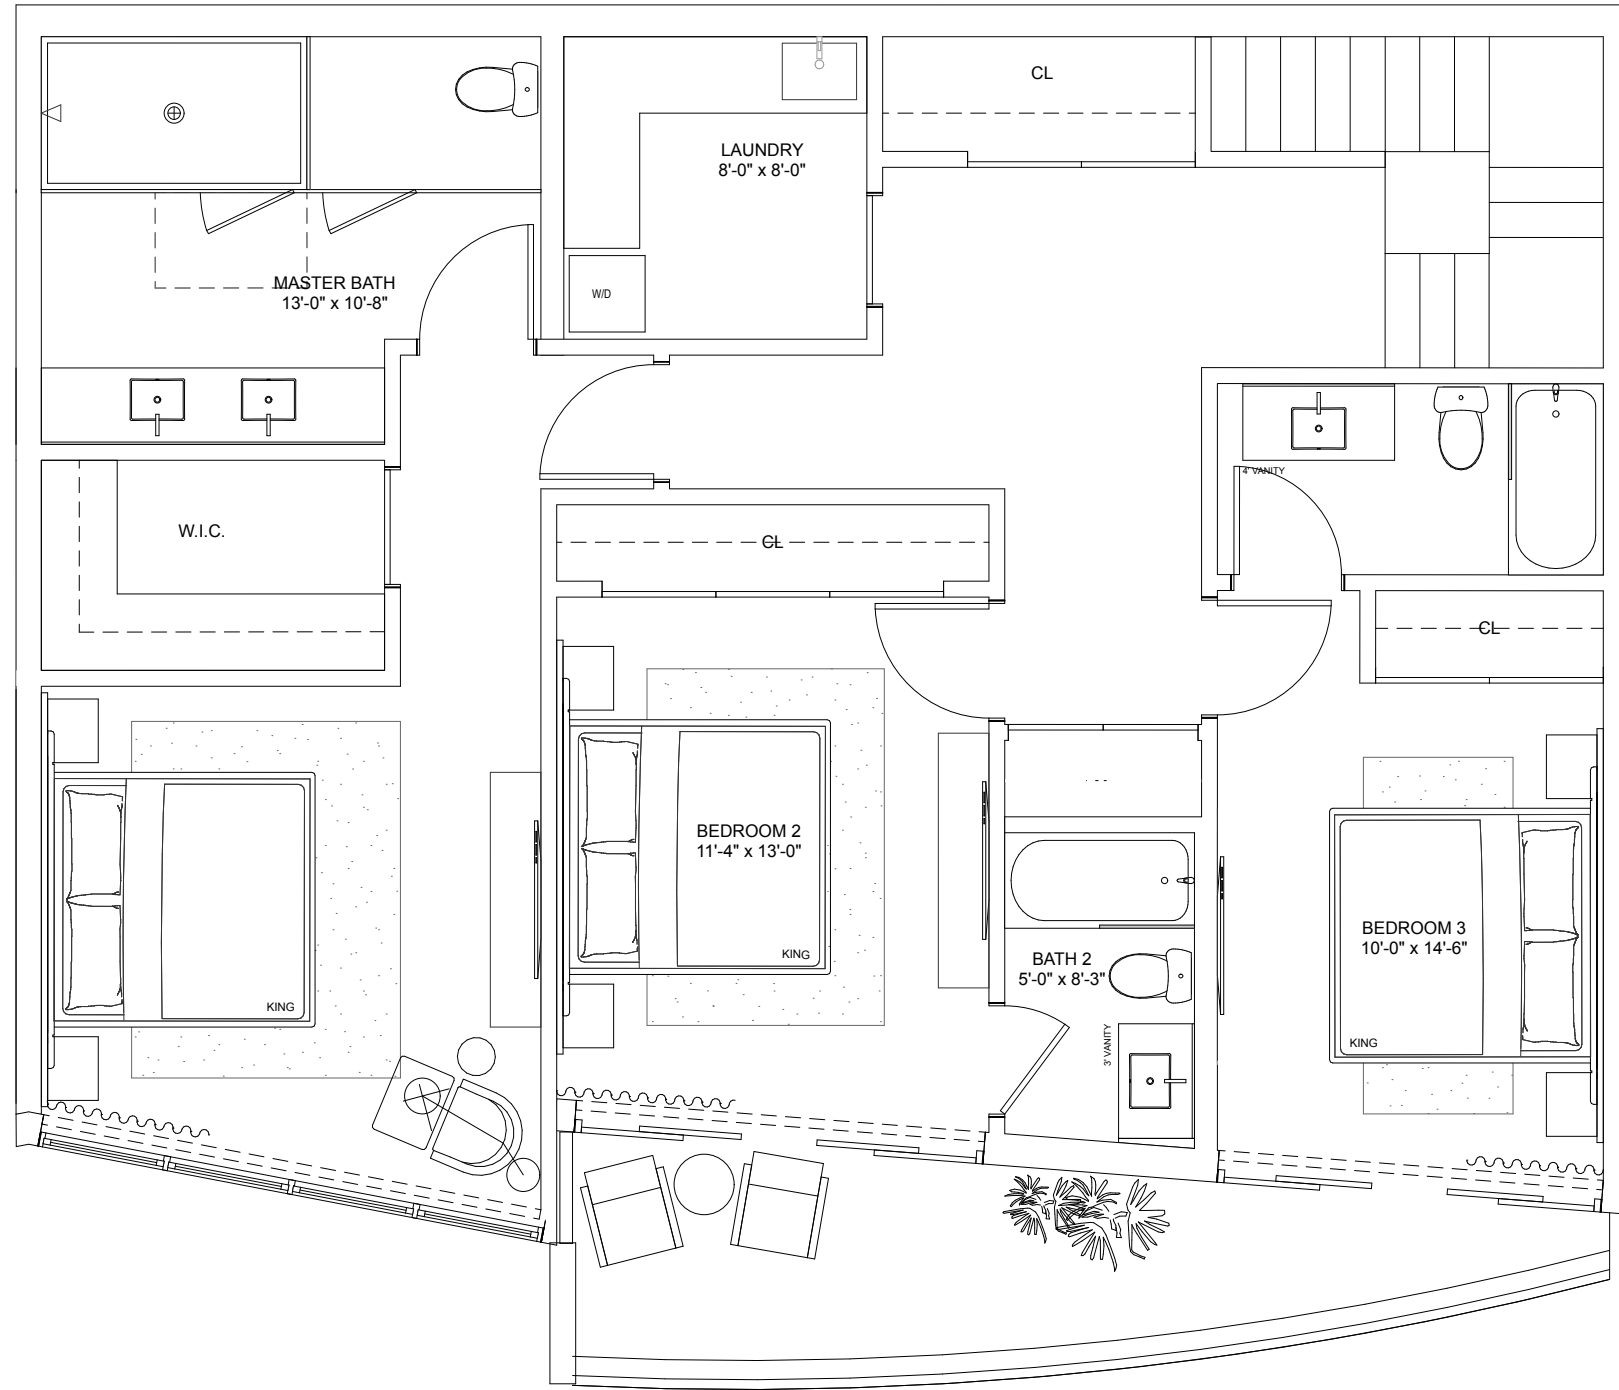 CL
LAUNDRY
8'-0" x 8'-0"
MASTER BATH
13'-0" x 10'-8"
W/D
4' VANITY
W.I.C.
CL
CL
BEDROOM 2
11'-4" x 13'-0"
KING
KING
BATH 2
5'-0" x 8'-3"
3' VANITY
BEDROOM 3
10'-0" x 14'-6"
KING